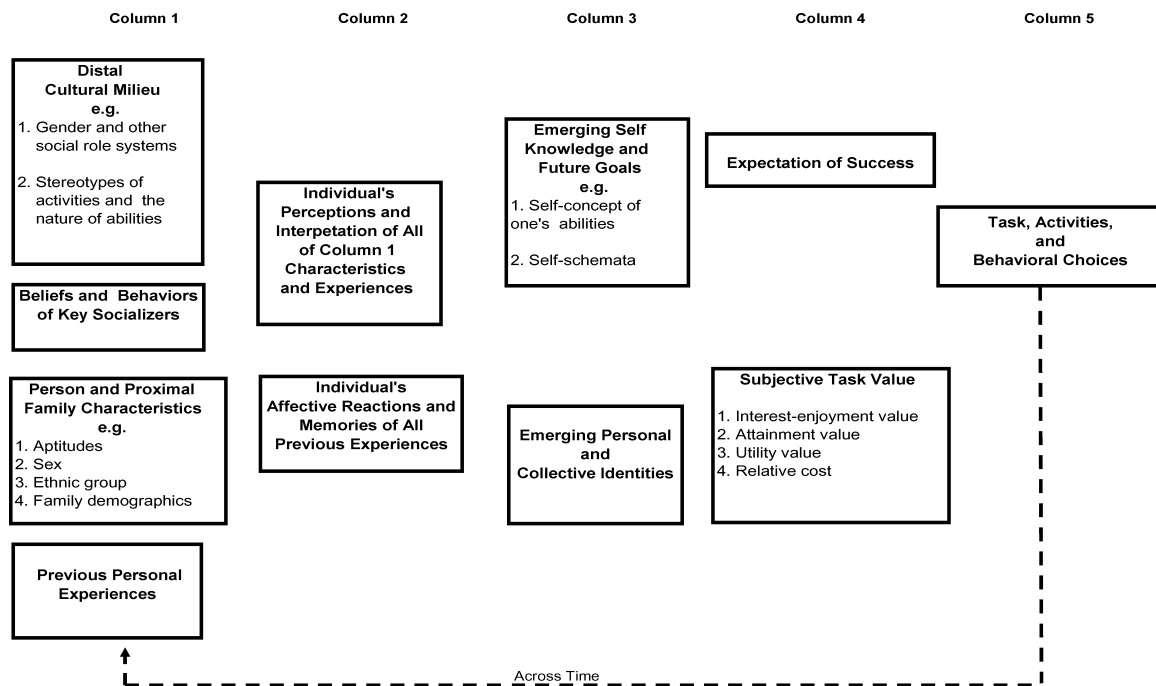 Column 1
Column 2
Column 3
Column 4
Column 5
Distal
Cultural Milieu
e.g.
1. Gender and other
social role systems
2. Stereotypes of
activities and the
nature of abilities
Beliefs and Behaviors
of Key Socializers
Person and Proximal
Family Characteristics
e.g.
1. Aptitudes
2. Sex
3. Ethnic group
4. Family demographics
Previous Personal
Experiences
Individual's
Perceptions and
Interpetation of All
of Column 1
Characteristics
and Experiences
Individual's
Affective Reactions and
Memories of All
Previous Experiences
Emerging Self
Knowledge and
Future Goals
e.g.
1. Self-concept of
one's abilities
2. Self-schemata
Emerging Personal
and
Collective Identities
Expectation of Success
Subjective Task Value
1. Interest-enjoyment value
2. Attainment value
3. Utility value
4. Relative cost
Task, Activities,
and
Behavioral Choices
Across Time